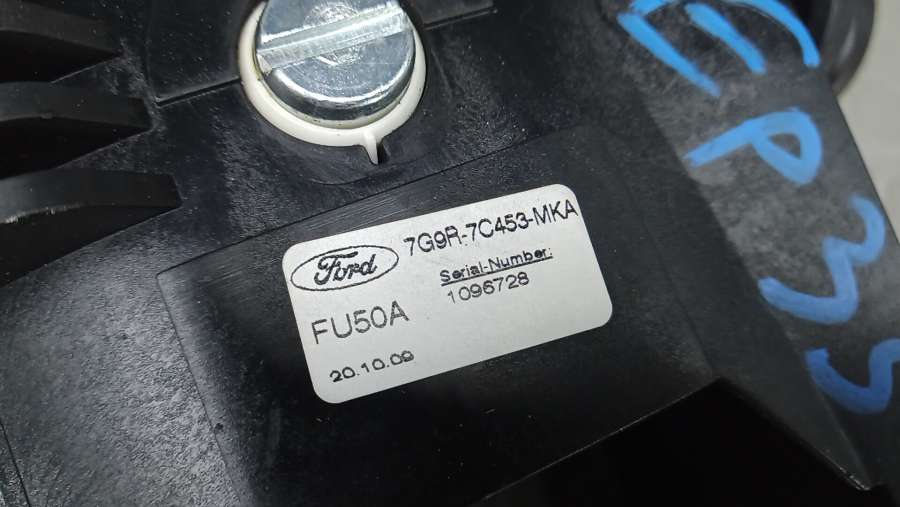 EP35
Ford
7G9R-7C453-MKA
Serial-Number:
1096728
FU50A
20.10.09